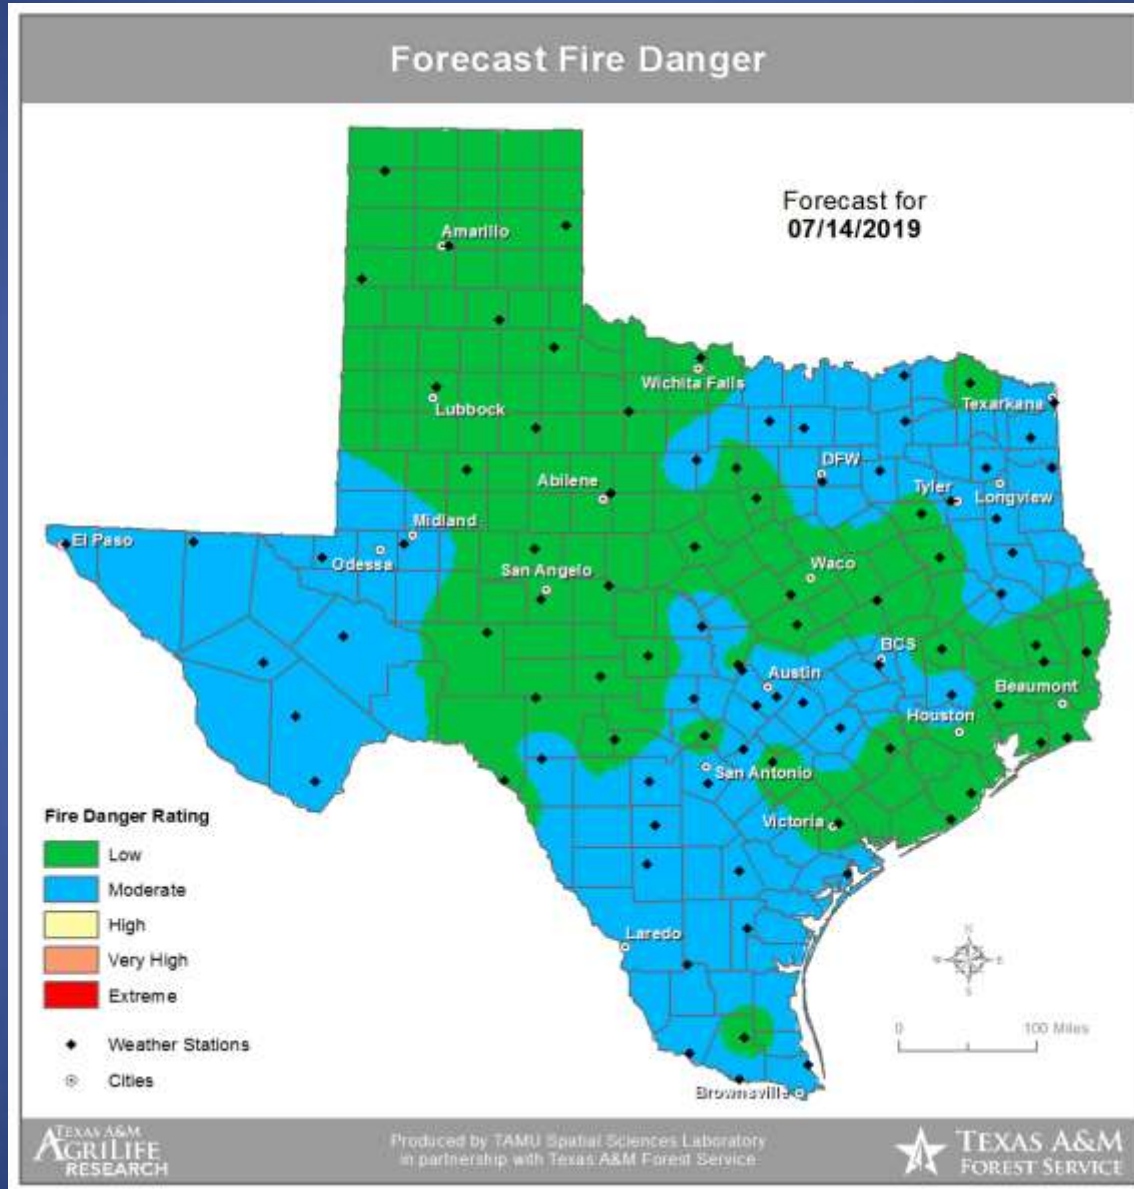 Forecast Fire Danger
Forecast for
07/14/2019
Amarillo
Wichita Falls
Lubbock
Texarkana
DFW
Abilene
Tyler
Longview
Midland
El Paso
Odessa
Waco
San Angelo
BCS
Austin
Beaumont
Houston
San Antonio
Victoria
Fire Danger Rating
Low
Moderate
High
Very High
Extreme
Laredo
N
W E
S
0 100 Miles
Weather Stations
Cities
Brownsville
TEXAS A&M
AGRILIFE
RESEARCH
Produced by TAMU Spatial Sciences Laboratory
in partnership with Texas A&M Forest Service
TEXAS A&M
FOREST SERVICE